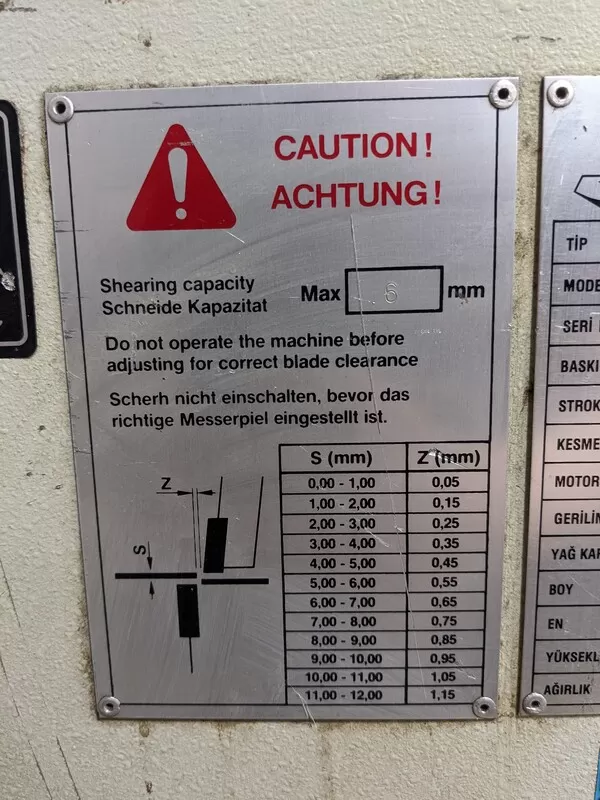 CAUTION!
ACHTUNG!
Shearing capacity
Schneide Kapazitat
Max 6 mm
Do not operate the machine before
adjusting for correct blade clearance
Scherh nicht einschalten, bevor das
richtige Messerpiel eingestellt ist.
Z
S
S (mm) Z (mm)
0,00 - 1,00 0,05
1,00 - 2,00 0,15
2,00 - 3,00 0,25
3,00 - 4,00 0,35
4,00 - 5,00 0,45
5,00 - 6,00 0,55
6,00 - 7,00 0,65
7,00 - 8,00 0,75
8,00 - 9,00 0,85
9,00 - 10,00 0,95
10,00 - 11,00 1,05
11,00 - 12,00 1,15
TİP
MODE
SERİ
BASKI
STROK
KESME
MOTOR
GERİLİM
YAĞ KAP
BOY
EN
YÜKSEKL
AĞIRLIK